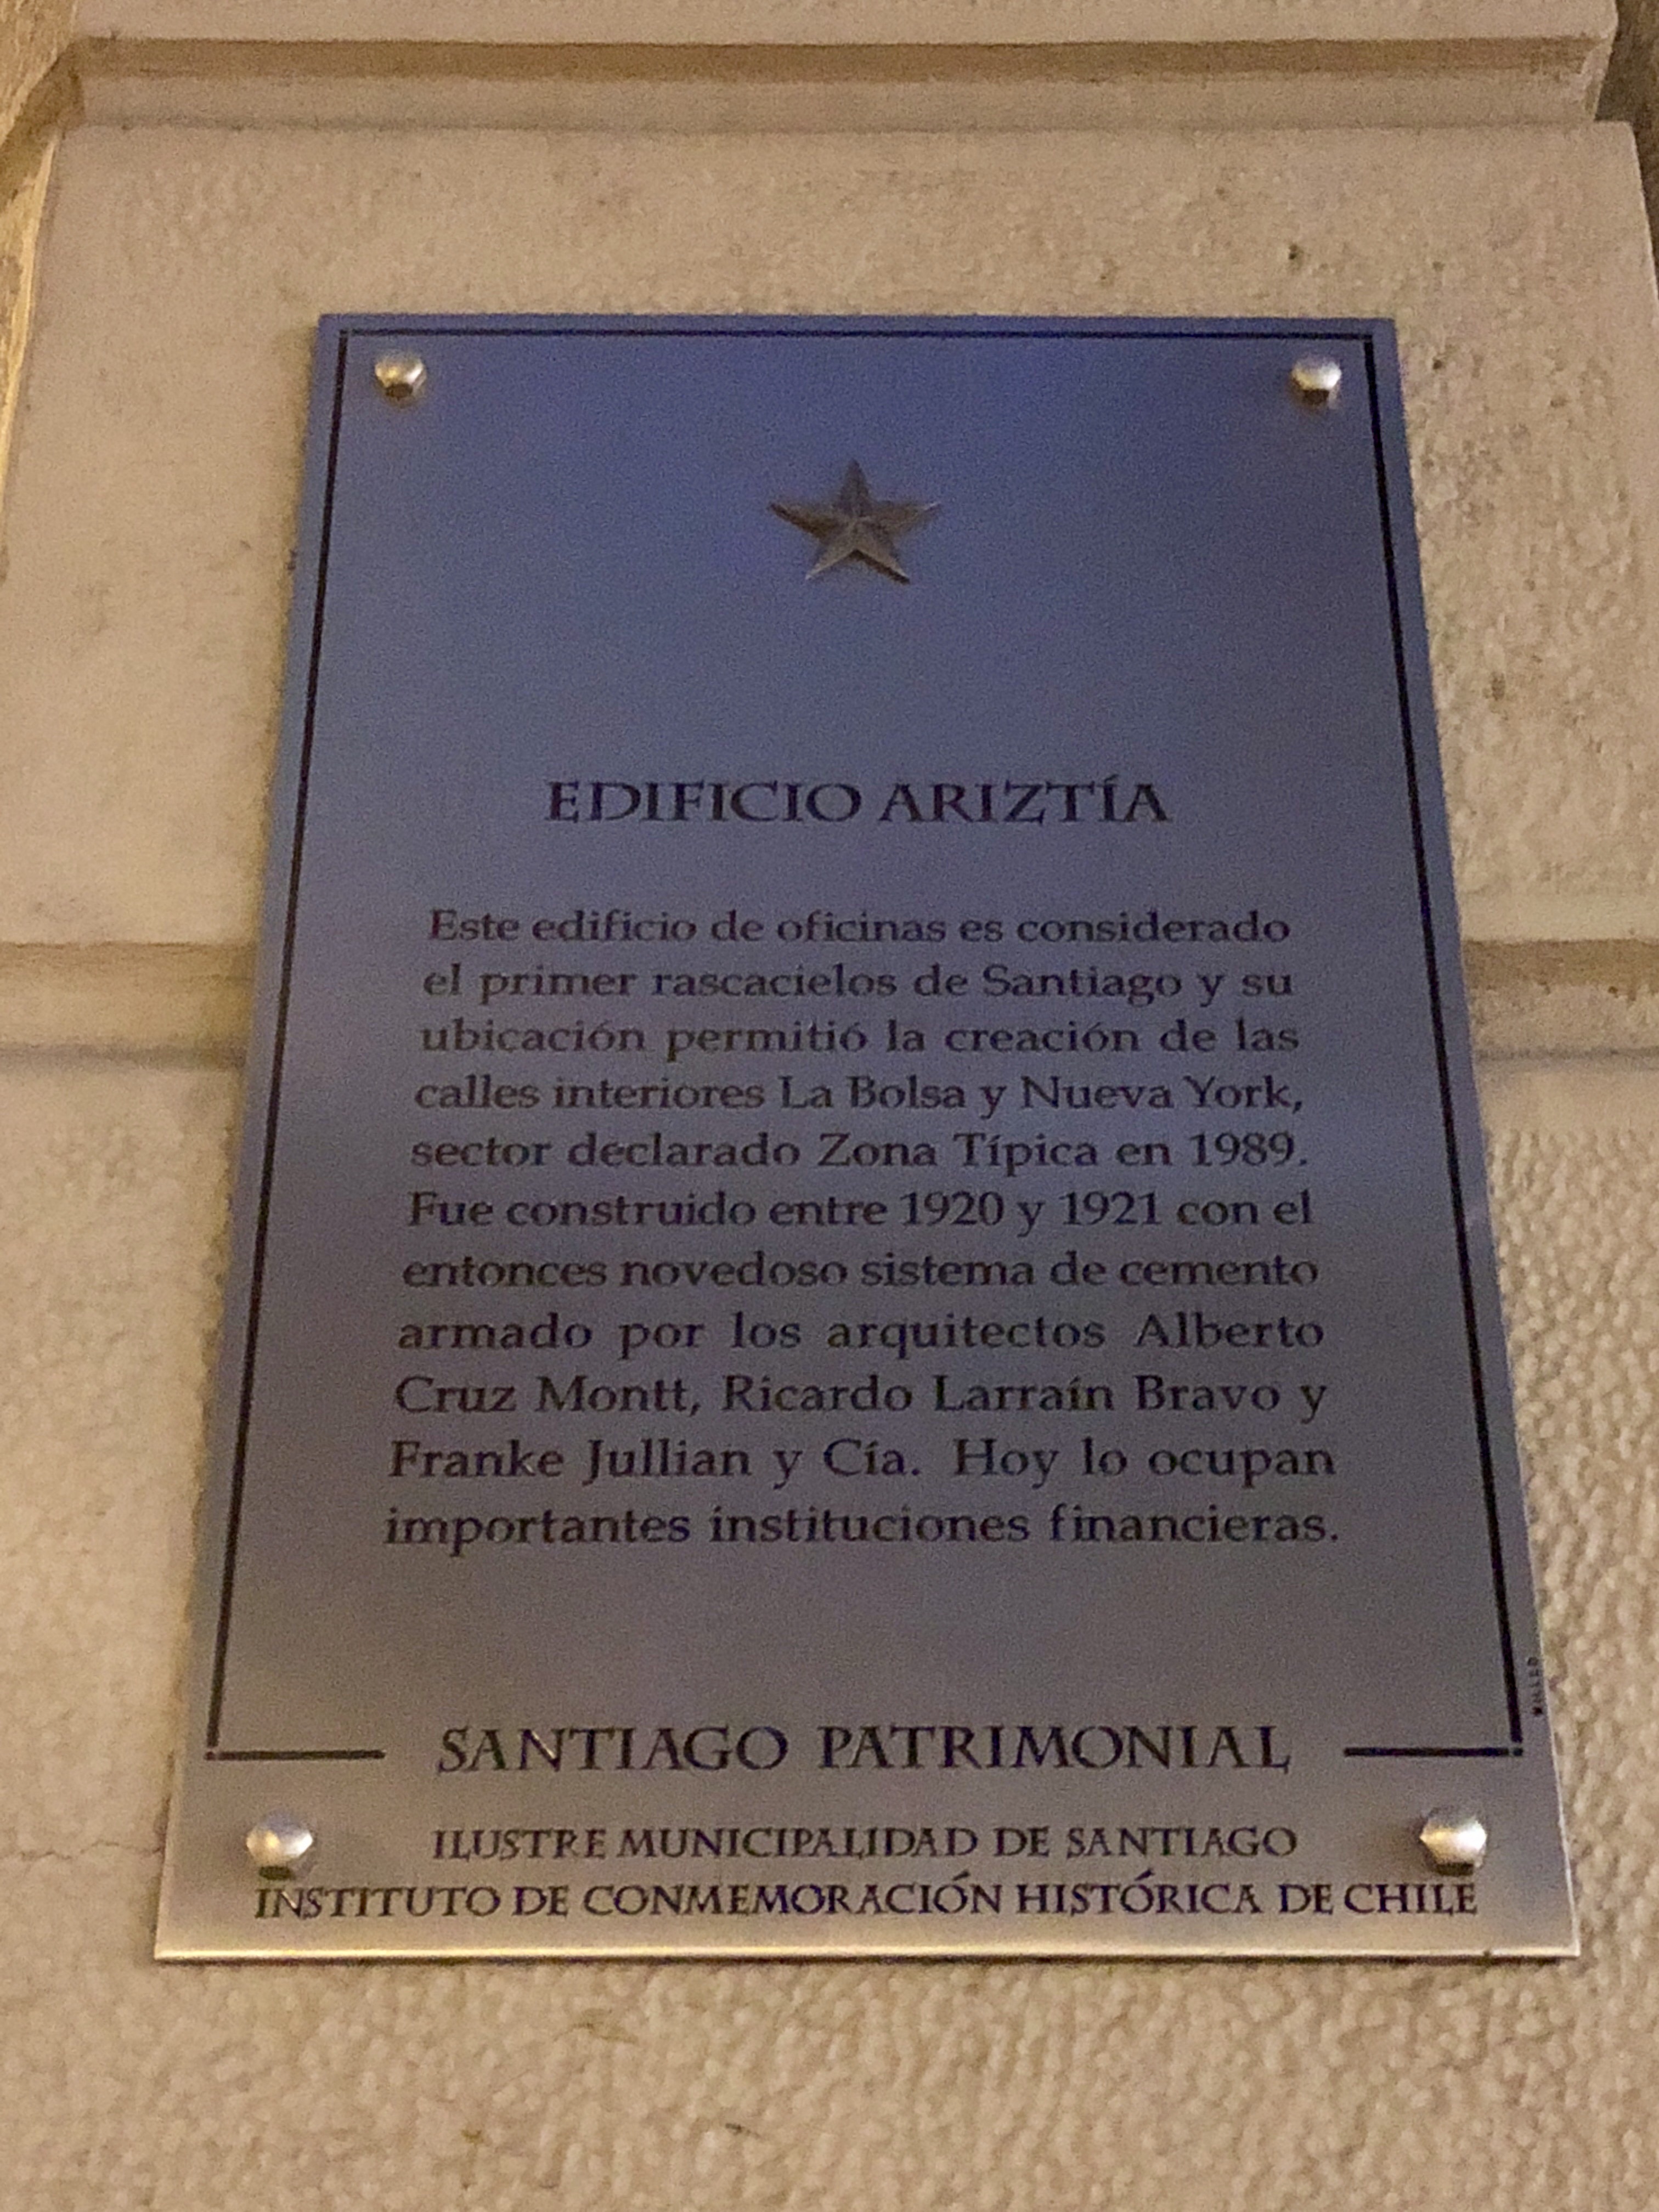 EDIFICIO ARIZTÍA
Este edificio de oficinas es considerado
el primer rascacielos de Santiago y su
ubicación permitió la creación de las
calles interiores La Bolsa y Nueva York,
sector declarado Zona Típica en 1989.
Fue construido entre 1920 y 1921 con el
entonces novedoso sistema de cemento
armado por los arquitectos Alberto
Cruz Montt, Ricardo Larraín Bravo y
Franke Jullian y Cía. Hoy lo ocupan
importantes instituciones financieras.
SANTIAGO PATRIMONIAL
ILUSTRE MUNICIPALIDAD DE SANTIAGO
INSTITUTO DE CONMEMORACIÓN HISTÓRICA DE CHILE